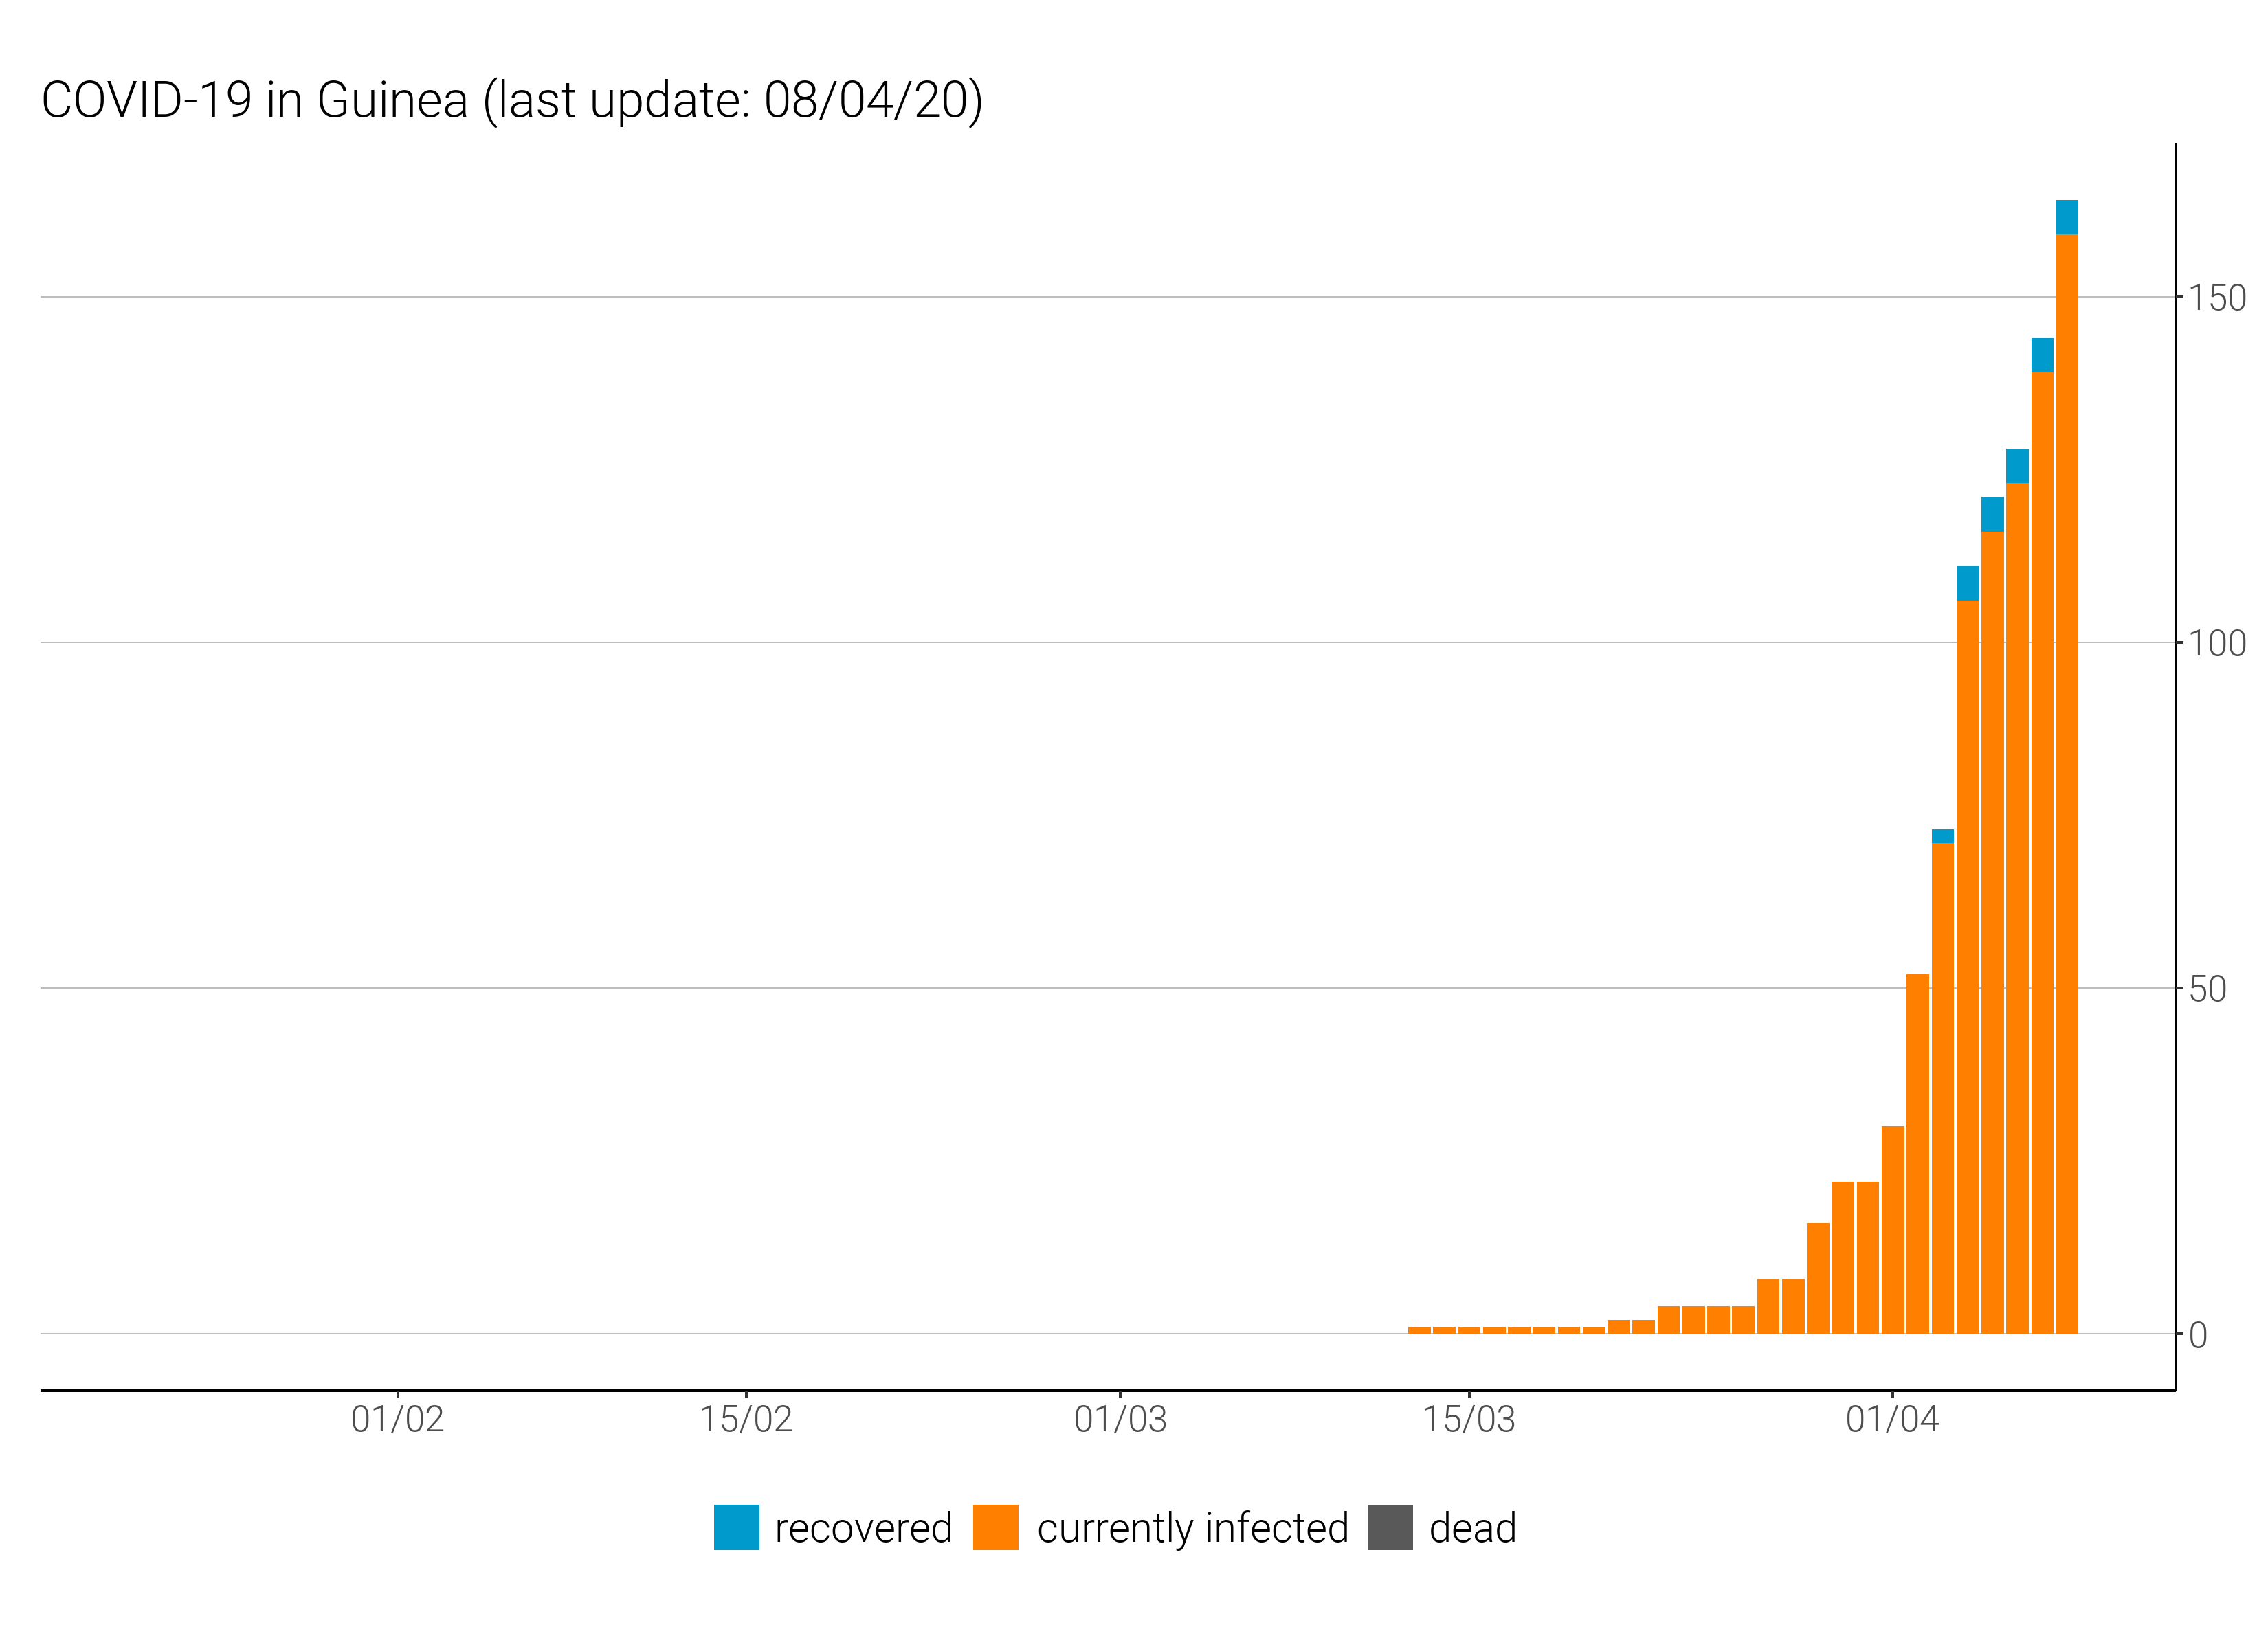 COVID-19 in Guinea (last update: 08/04/20)
150
100
50
0
01/02 15/02 01/03 15/03 01/04
recovered currently infected dead